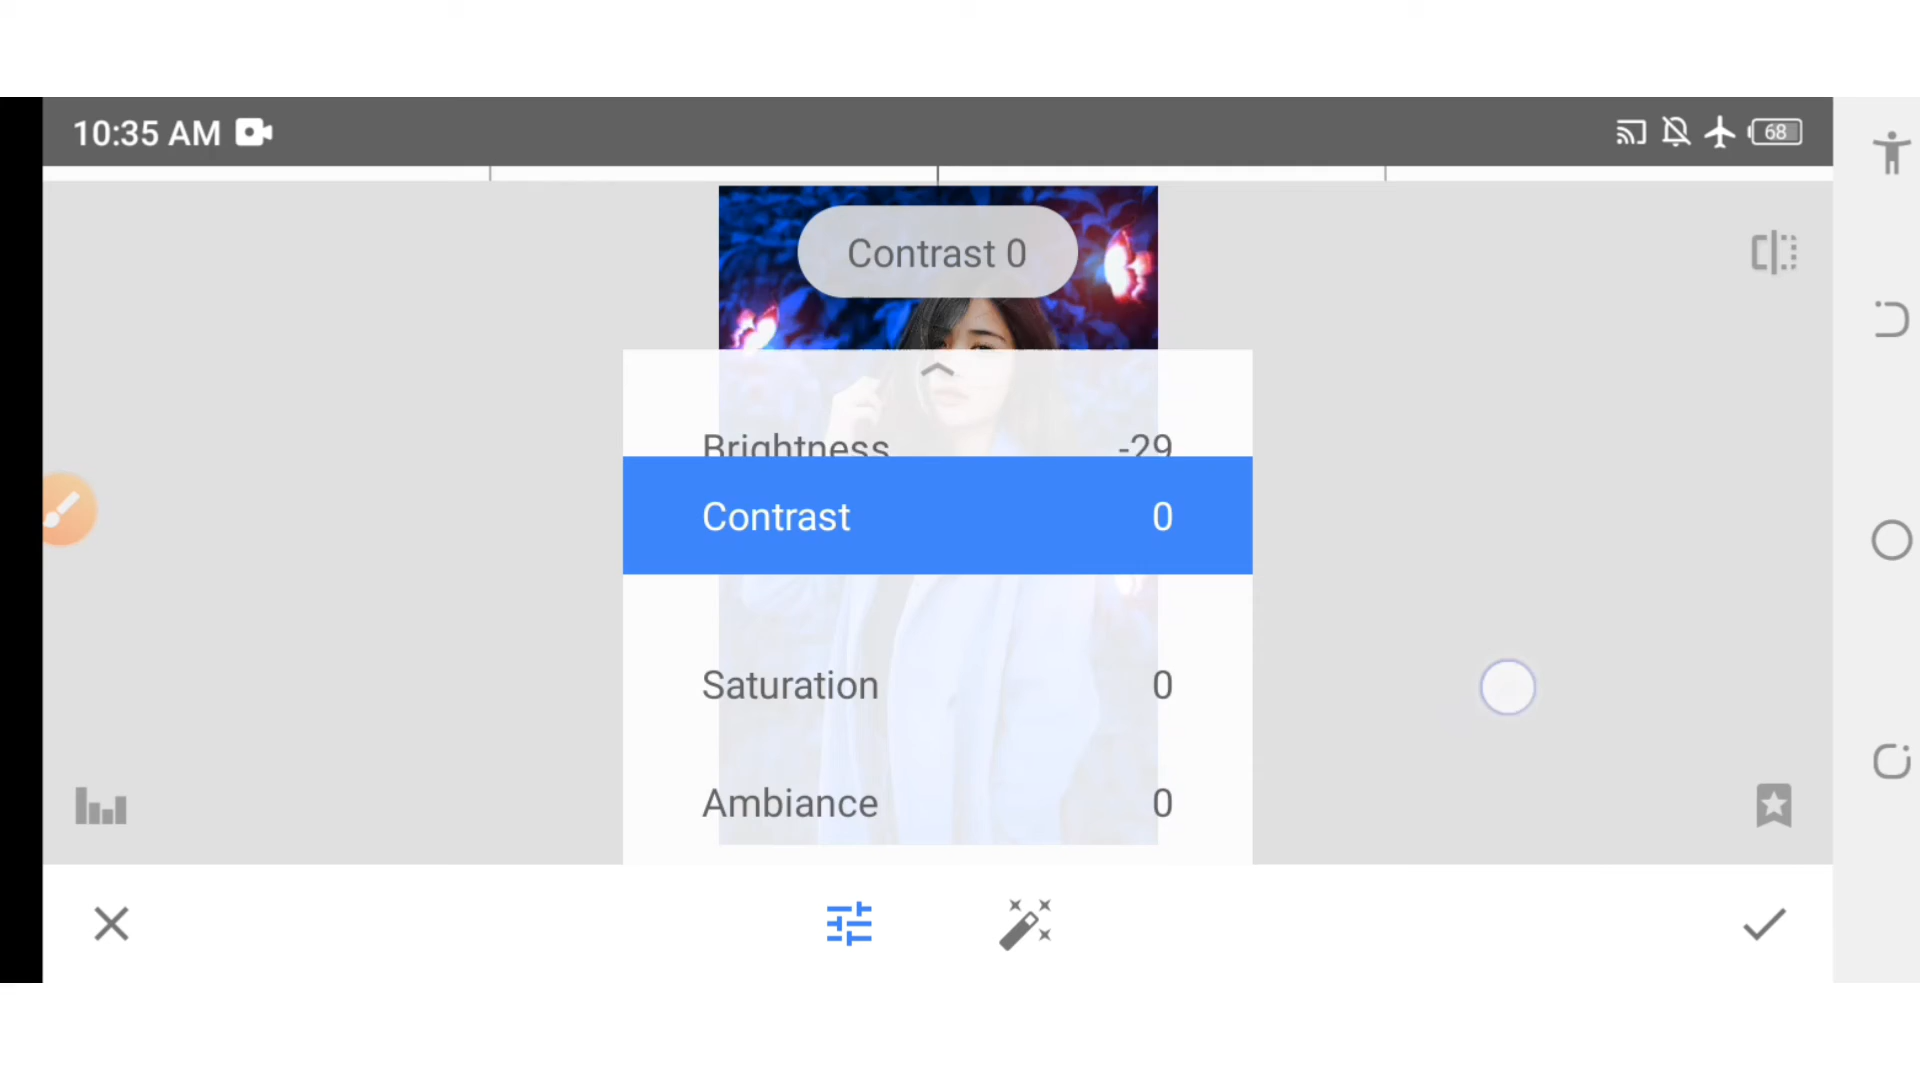 10:35 AM
68
Contrast 0
Brightness -29
Contrast 0
Saturation 0
Ambiance 0